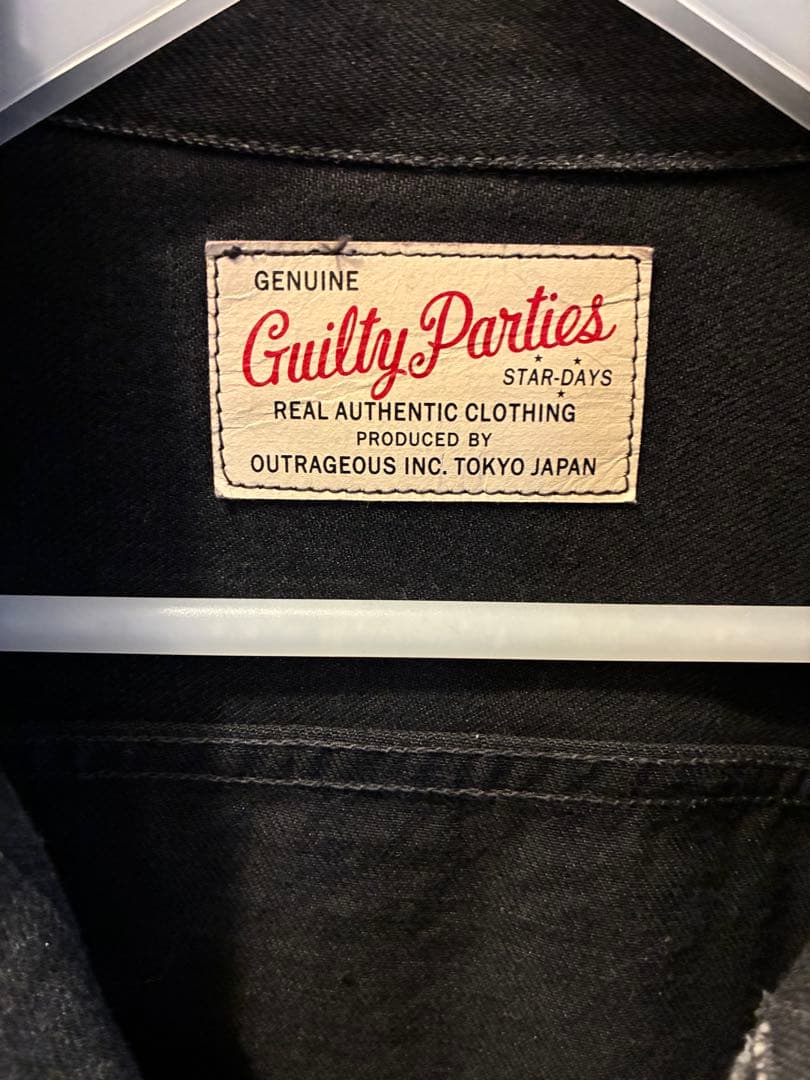 GENUINE
Guilty Parties
STAR-DAYS
REAL AUTHENTIC CLOTHING
PRODUCED BY
OUTRAGEOUS INC. TOKYO JAPAN